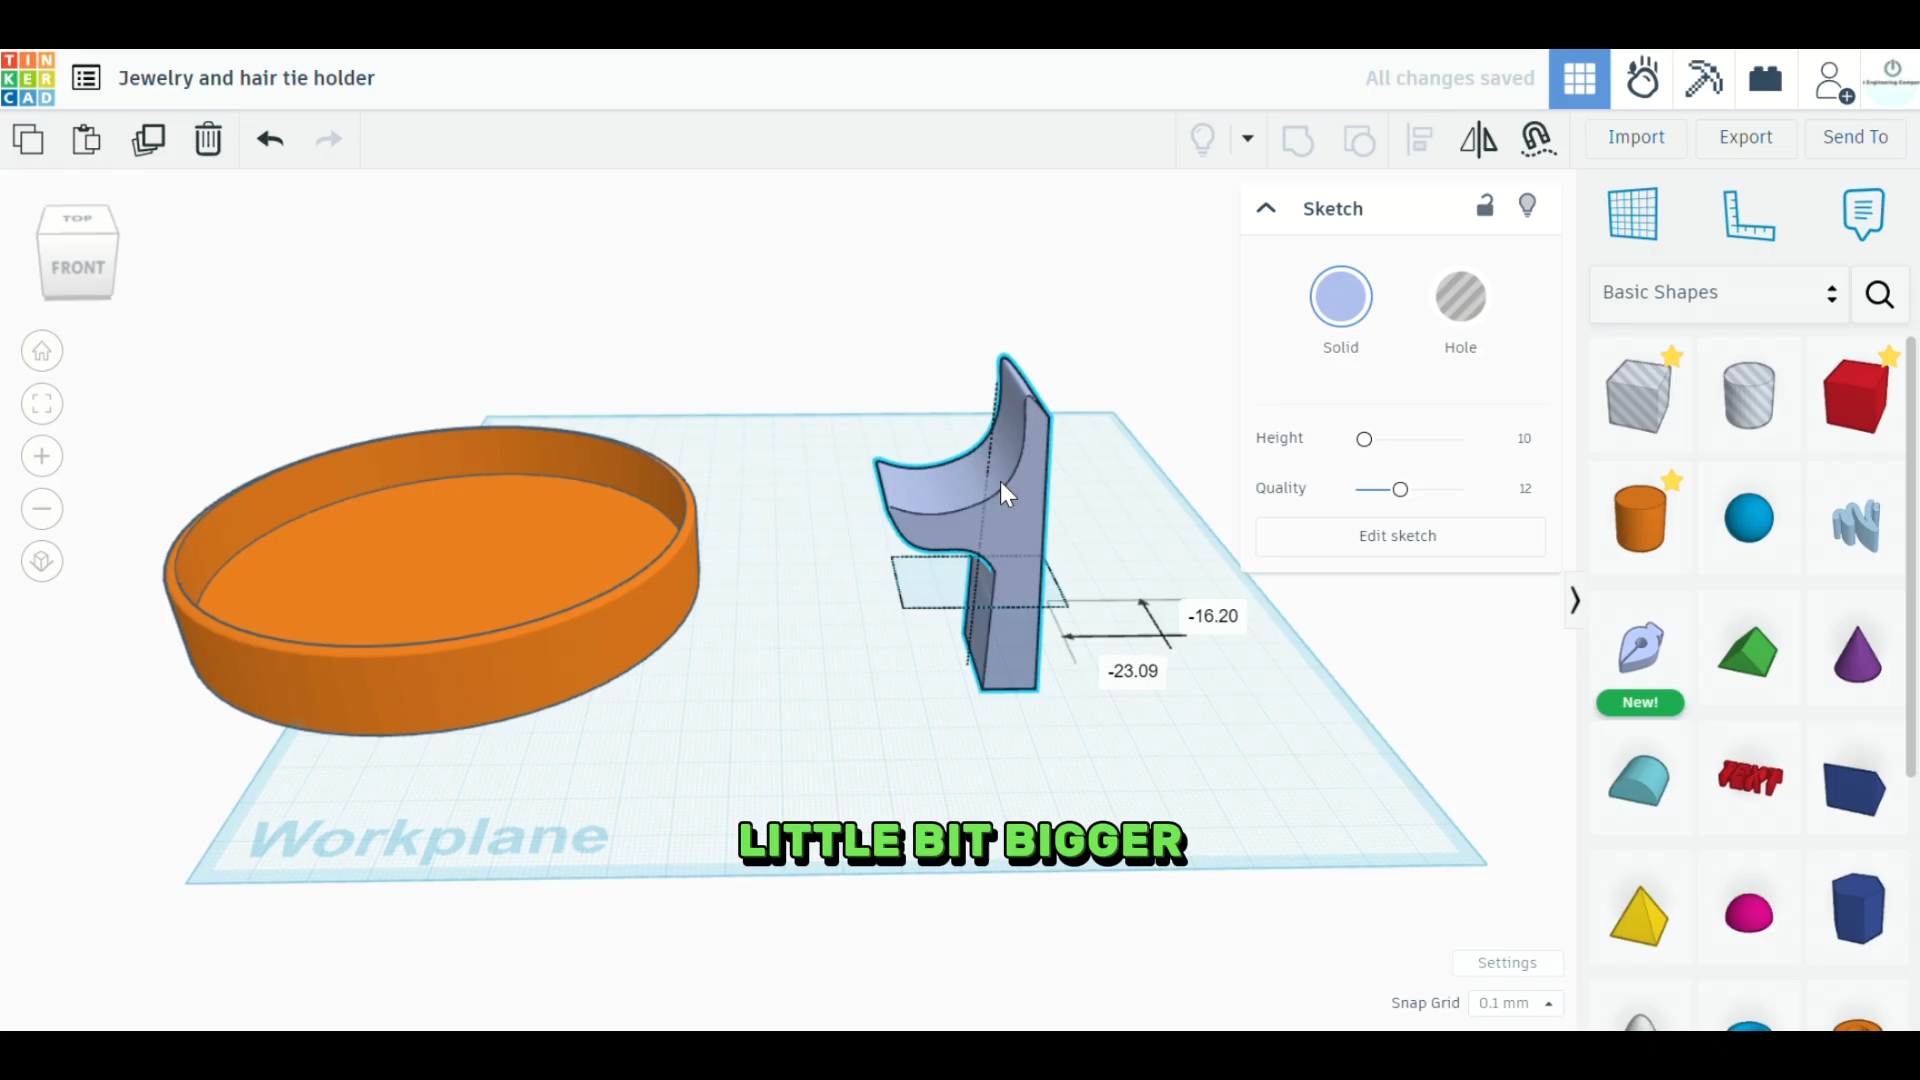 TIN
KER
CAD
Jewelry and hair tie holder
All changes saved
Import
Export
Send To
TOP
FRONT
Sketch
Solid
Hole
Height
10
Quality
12
Edit sketch
Basic Shapes
New!
TEXT
-16.20
-23.09
Workplane
LITTLE BIT BIGGER
Settings
Snap Grid
0.1 mm